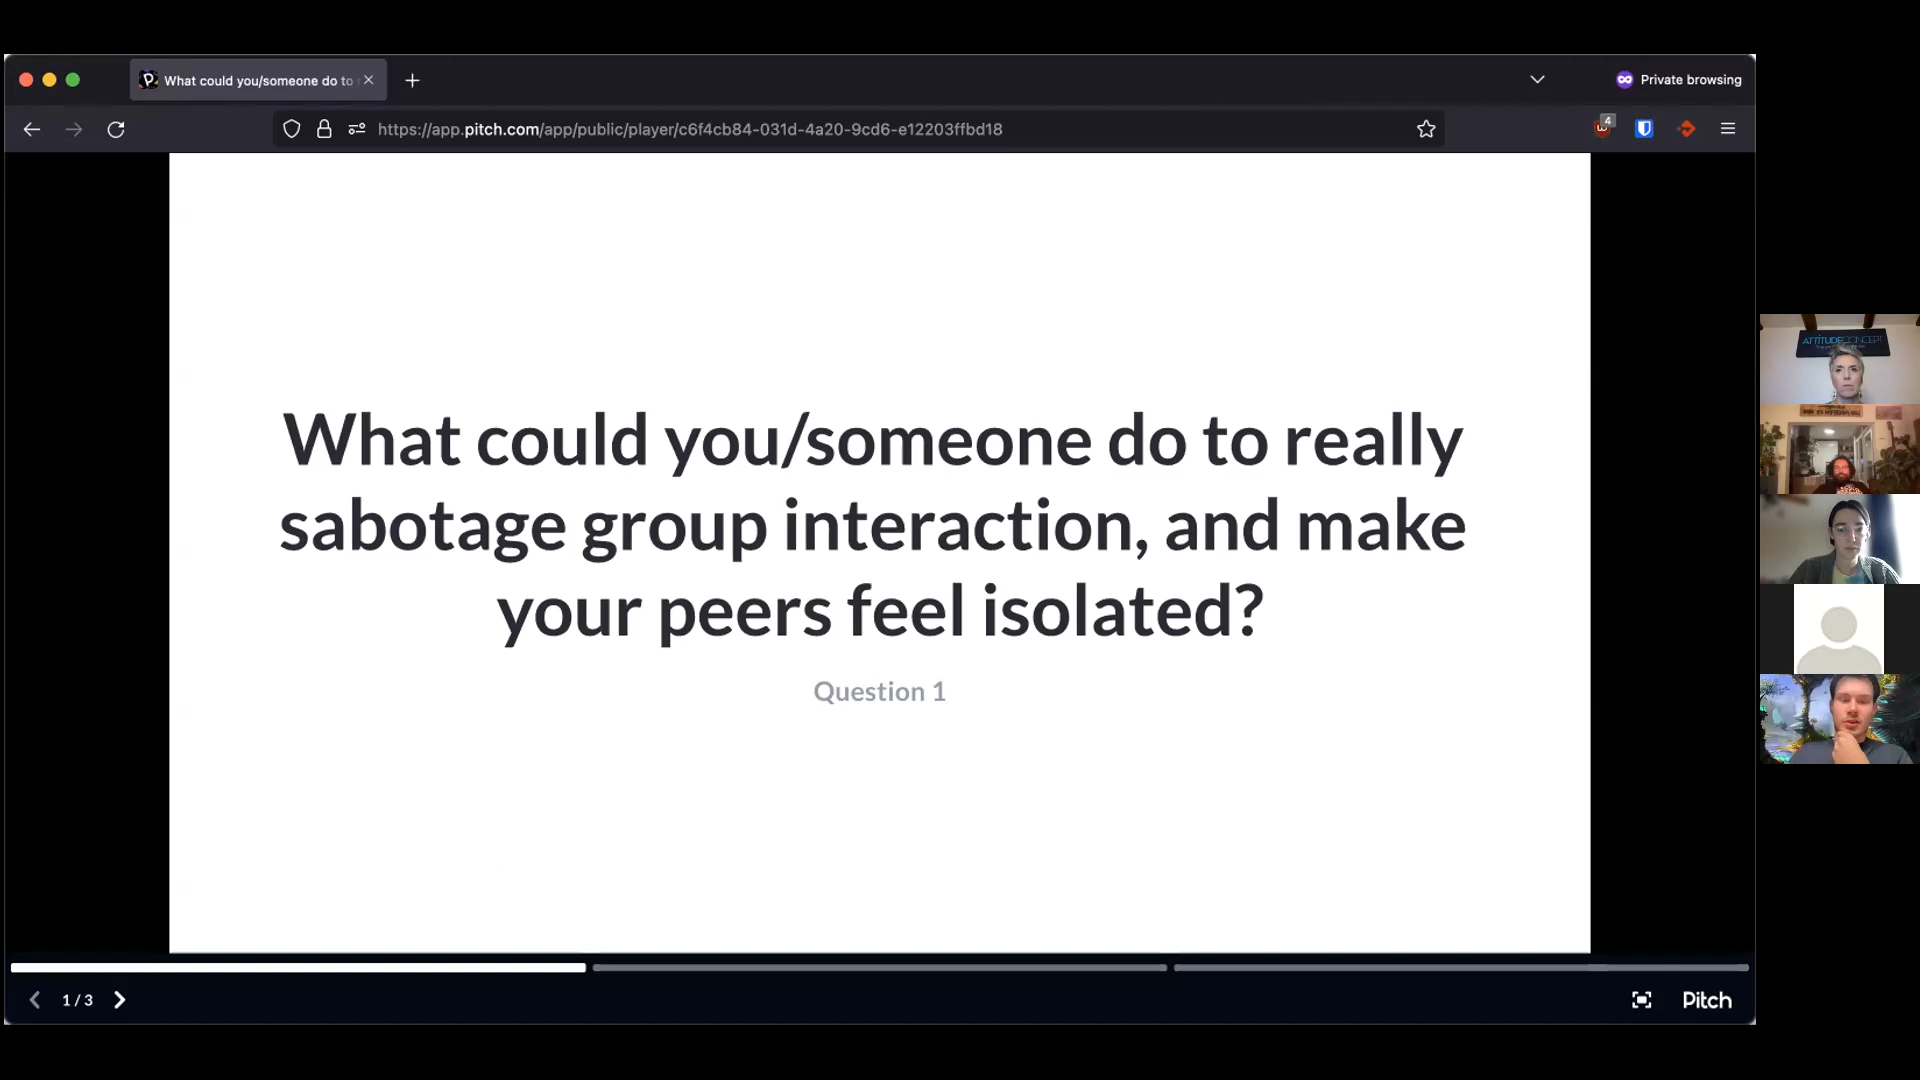 What could you/someone do to
Private browsing
https://app.pitch.com/app/public/player/c6f4cb84-031d-4a20-9cd6-e12203ffbd18
4
What could you/someone do to really
sabotage group interaction, and make
your peers feel isolated?
Question 1
1 / 3
Pitch
ATTITUDECONCEPT